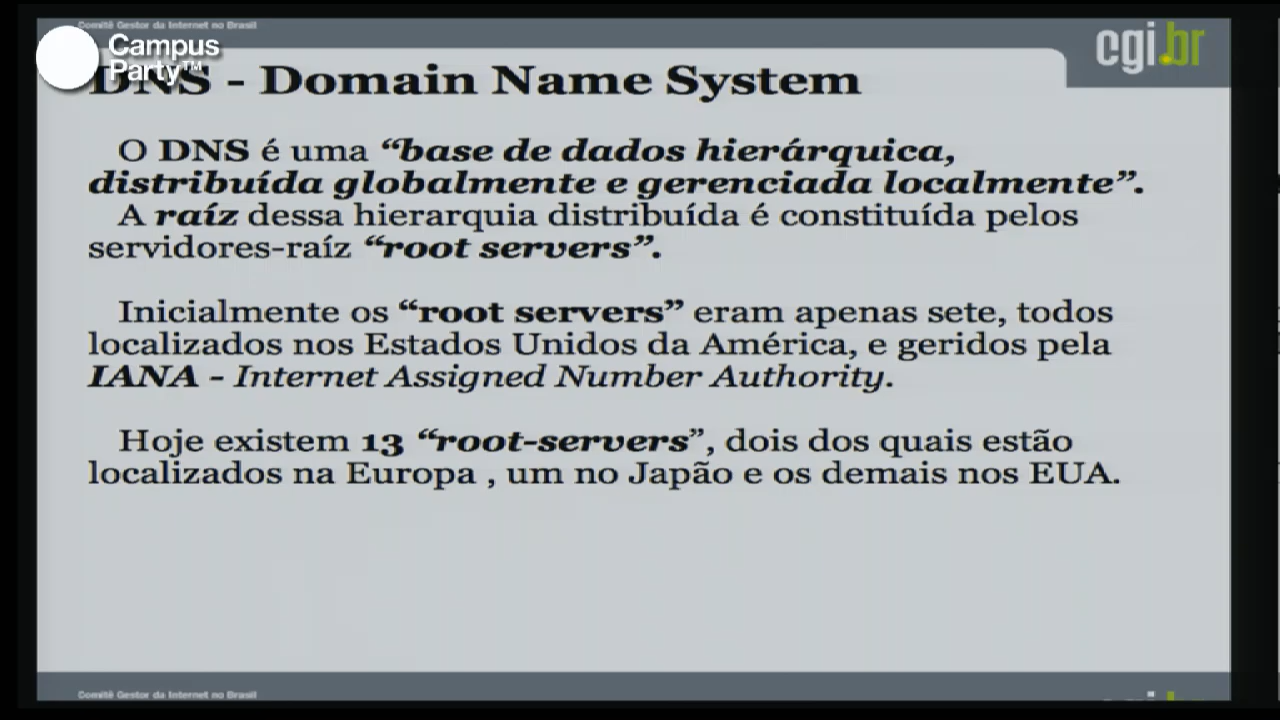 Comitê Gestor da Internet no Brasil
Campus
Party™
cgi.br
DNS - Domain Name System
O DNS é uma “base de dados hierárquica,
distribuída globalmente e gerenciada localmente”.
A raíz dessa hierarquia distribuída é constituída pelos
servidores-raíz “root servers”.
Inicialmente os “root servers” eram apenas sete, todos
localizados nos Estados Unidos da América, e geridos pela
IANA - Internet Assigned Number Authority.
Hoje existem 13 “root-servers”, dois dos quais estão
localizados na Europa , um no Japão e os demais nos EUA.
Comitê Gestor da Internet no Brasil